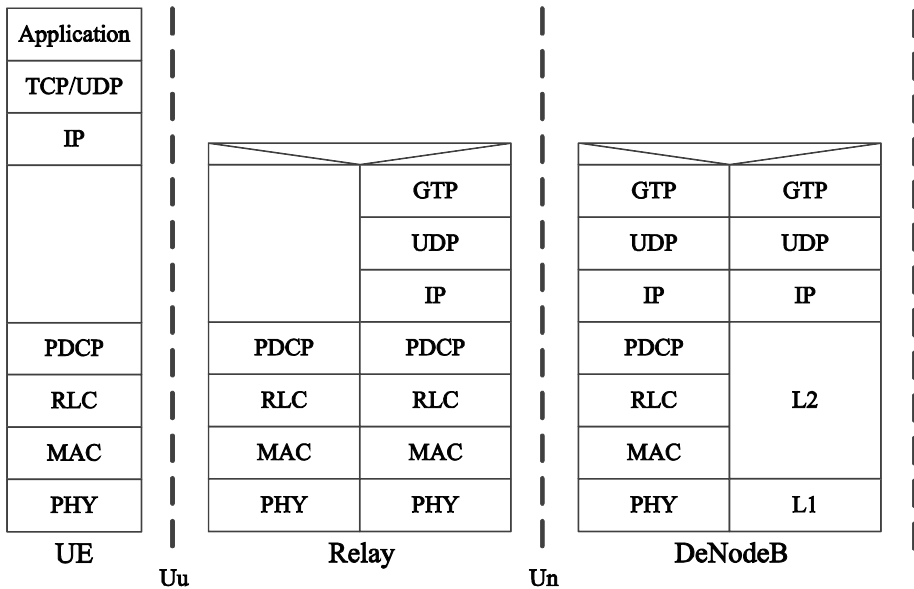 Application
TCP/UDP
IP
PDCP
RLC
MAC
PHY
UE
Uu
GTP
UDP
IP
PDCP PDCP
RLC RLC
MAC MAC
PHY PHY
Relay
Un
GTP GTP
UDP UDP
IP IP
PDCP
RLC L2
MAC
PHY L1
DeNodeB